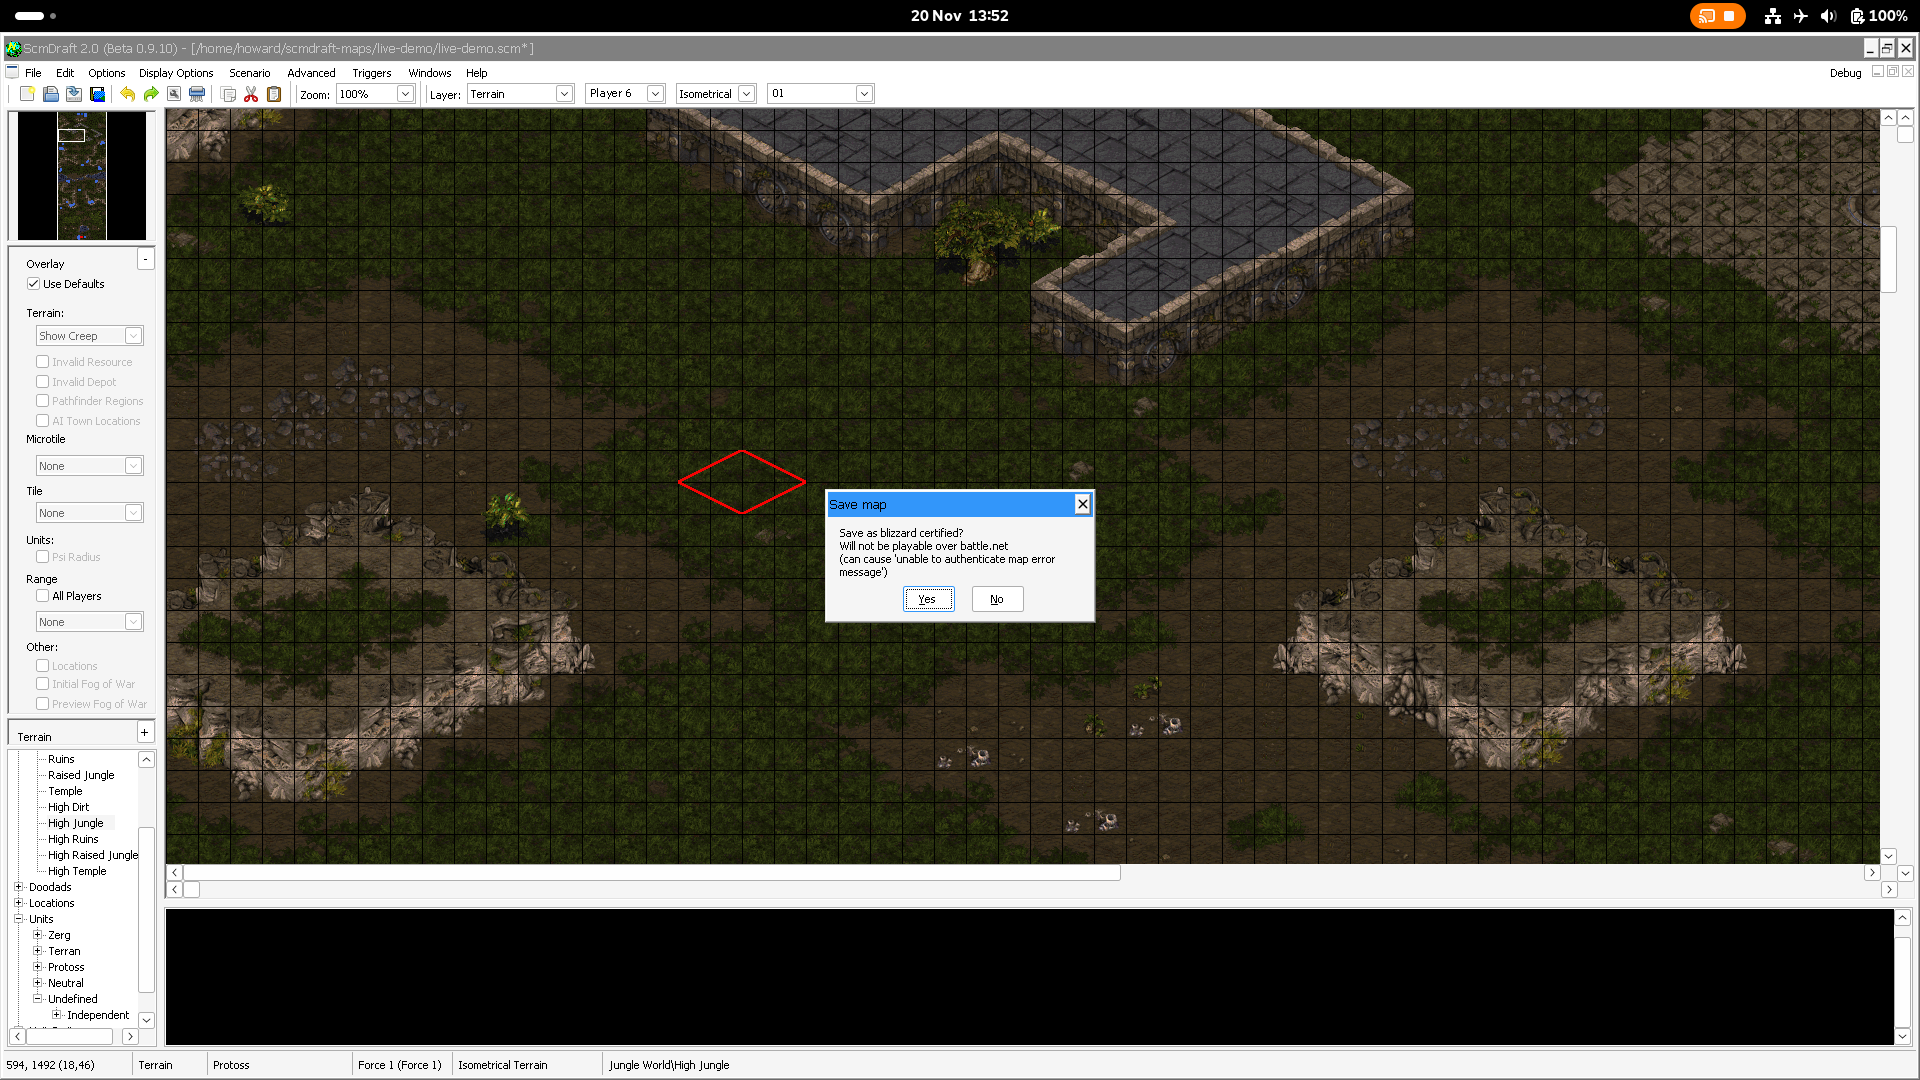 20 Nov 13:52
100%
ScmDraft 2.0 (Beta 0.9.10) - [/home/howard/scmdraft-maps/live-demo/live-demo.scm*]
File Edit Options Display Options Scenario Advanced Triggers Windows Help
Debug
Zoom: 100% Layer: Terrain Player 6 Isometrical 01
Overlay
-
Use Defaults
Terrain:
Show Creep
Invalid Resource
Invalid Depot
Pathfinder Regions
AI Town Locations
Microtile
None
Tile
None
Units:
Psi Radius
Range
All Players
None
Other:
Locations
Initial Fog of War
Preview Fog of War
Terrain
+
Ruins
Raised Jungle
Temple
High Dirt
High Jungle
High Ruins
High Raised Jungle
High Temple
Doodads
Locations
Units
Zerg
Terran
Protoss
Neutral
Undefined
Independent
Save map
Save as blizzard certified?
Will not be playable over battle.net
(can cause 'unable to authenticate map error
message')
Yes No
594, 1492 (18,46) Terrain Protoss Force 1 (Force 1) Isometrical Terrain Jungle World\High Jungle